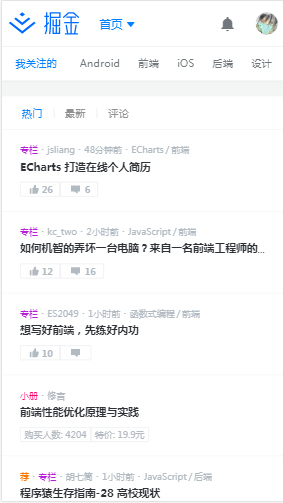 掘金 首页
我关注的 Android 前端 iOS 后端 设计
热门 最新 评论
专栏 · jsliang · 48分钟前 · ECharts / 前端
ECharts 打造在线个人简历
26 6
专栏 · kc_two · 2小时前 · JavaScript / 前端
如何机智的弄坏一台电脑？来自一名前端工程师的...
12 16
专栏 · ES2049 · 1小时前 · 函数式编程 / 前端
想写好前端，先练好内功
10
小册 · 修言
前端性能优化原理与实践
购买人数: 4204 特价: 19.9元
荐 · 专栏 · 胡七筒 · 1小时前 · JavaScript / 后端
程序猿生存指南-28 高校现状